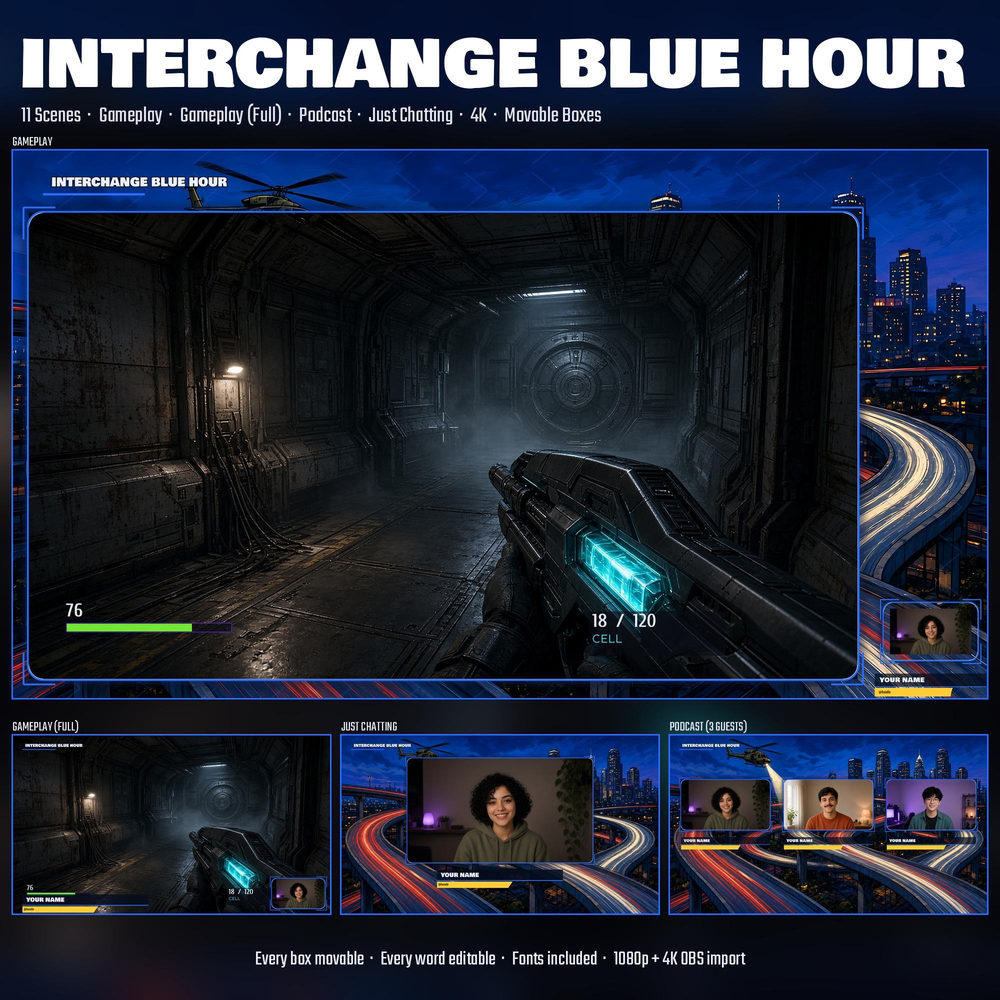 INTERCHANGE BLUE HOUR
11 Scenes · Gameplay · Gameplay (Full) · Podcast · Just Chatting · 4K · Movable Boxes
GAMEPLAY
INTERCHANGE BLUE HOUR
76
18 / 120
CELL
YOUR NAME
GAMEPLAY (FULL)
JUST CHATTING
PODCAST (3 GUESTS)
INTERCHANGE BLUE HOUR
INTERCHANGE BLUE HOUR
INTERCHANGE BLUE HOUR
76
18 / 120
CELL
YOUR NAME
YOUR NAME
YOUR NAME
YOUR NAME
YOUR NAME
Every box movable · Every word editable · Fonts included · 1080p + 4K OBS import